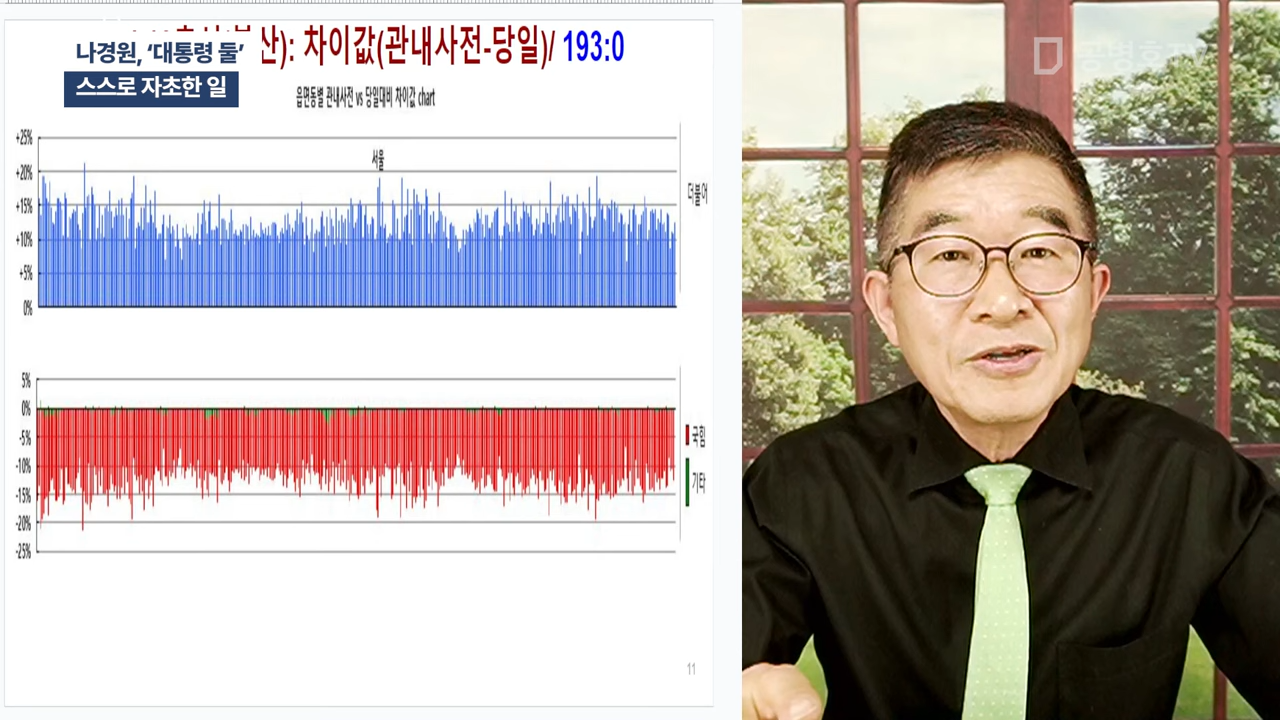 산): 차이값(관내사전-당일)/ 193:0
나경원, ‘대통령 둘’
스스로 자초한 일
읍면동별 관내사전 vs 당일대비 차이값 chart
+25%
+20%
+15%
+10%
+5%
0%
서울
더불어
5%
0%
-5%
-10%
-15%
-20%
-25%
국힘
기타
11